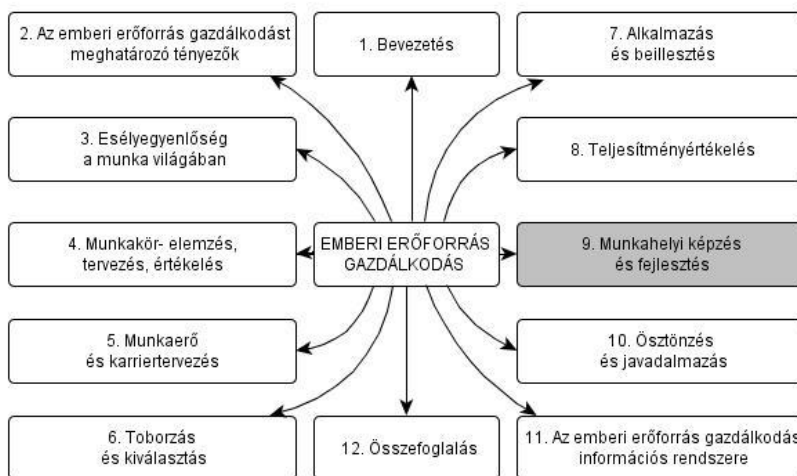 2. Az emberi erőforrás gazdálkodást
meghatározó tényezők
1. Bevezetés
7. Alkalmazás
és beillesztés
3. Esélyegyenlőség
a munka világában
8. Teljesítményértékelés
4. Munkakör- elemzés,
tervezés, értékelés
EMBERI ERŐFORRÁS
GAZDÁLKODÁS
9. Munkahelyi képzés
és fejlesztés
5. Munkaerő
és karriertervezés
10. Ösztönzés
és javadalmazás
6. Toborzás
és kiválasztás
12. Összefoglalás
11. Az emberi erőforrás gazdálkodás
információs rendszere